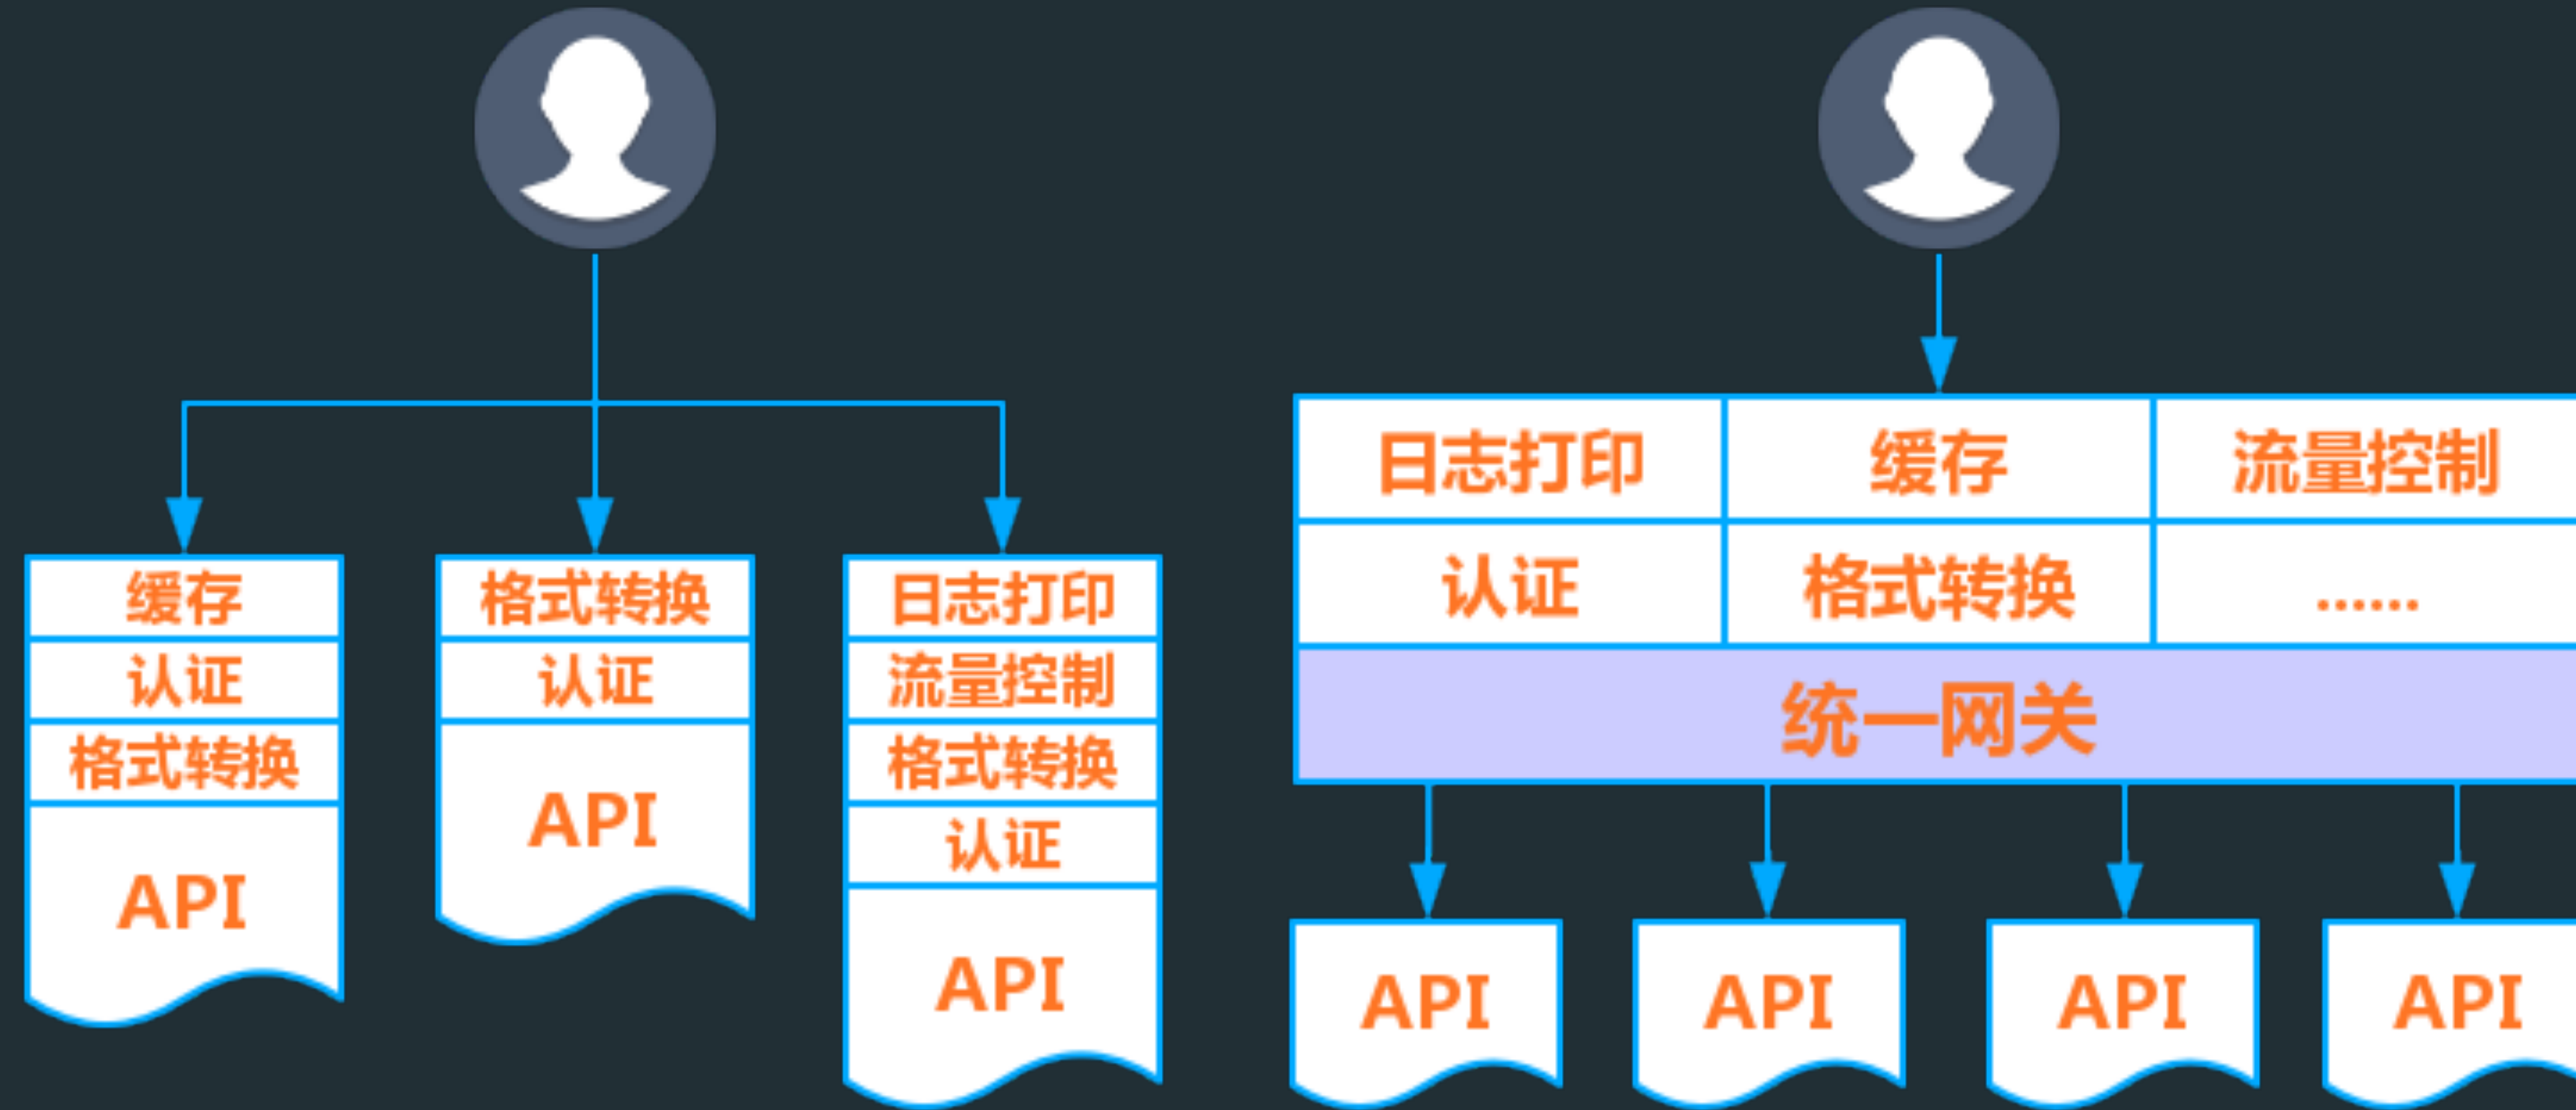 缓存
认证
格式转换
API
格式转换
认证
API
日志打印
流量控制
格式转换
认证
API
日志打印
缓存
流量控制
认证
格式转换
......
统一网关
API
API
API
API